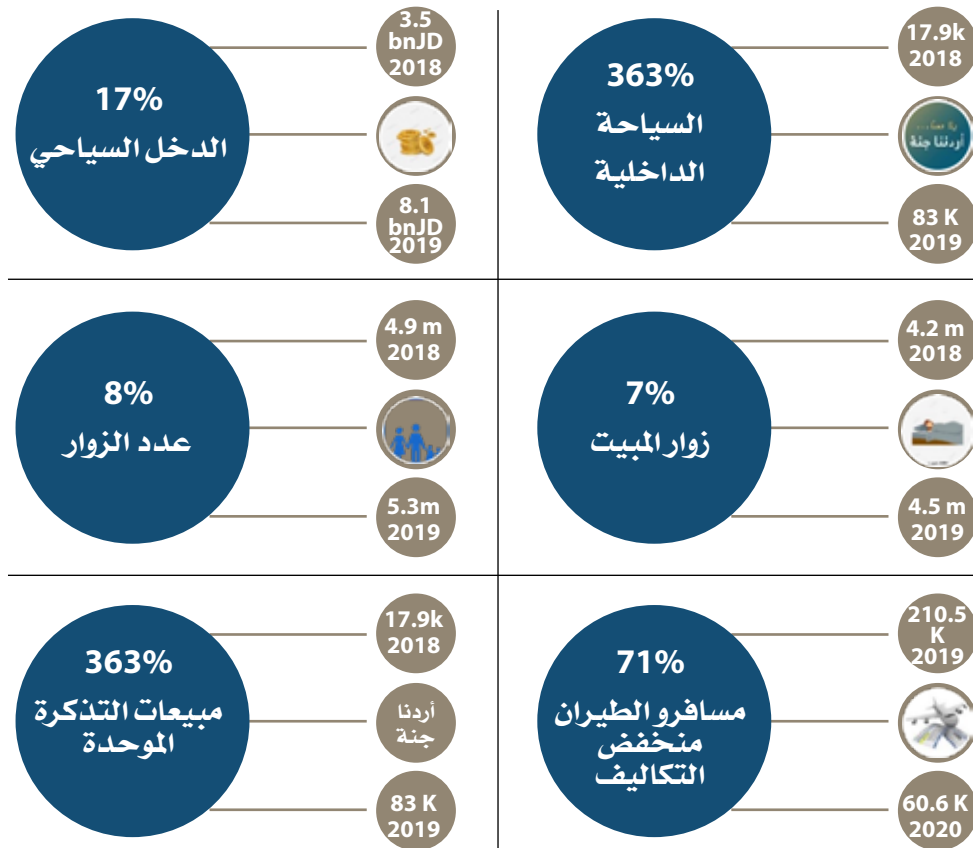 17%
الدخل السياحي
3.5
bnJD
2018
8.1
bnJD
2019
363%
السياحة
الداخلية
17.9k
2018
أردننا جنة
83 K
2019
8%
عدد الزوار
4.9 m
2018
5.3m
2019
7%
زوار المبيت
4.2 m
2018
4.5 m
2019
363%
مبيعات التذكرة
الموحدة
17.9k
2018
أردنا
جنة
83 K
2019
71%
مسافرو الطيران
منخفض
التكاليف
210.5
K
2019
60.6 K
2020